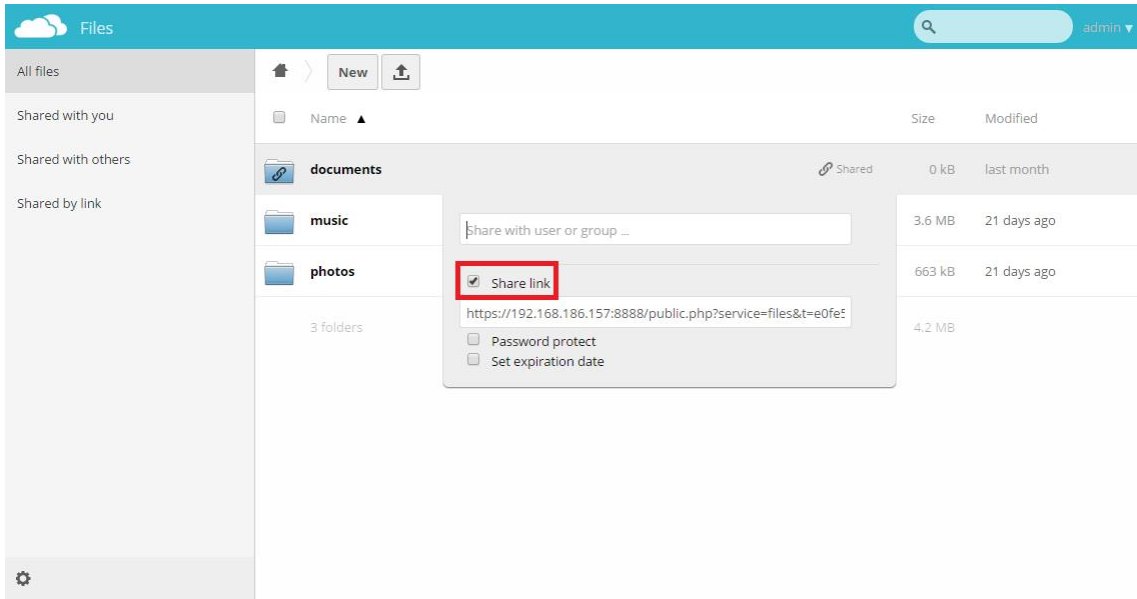 Files
admin ▼
All files
New
Shared with you
Name ▲ Size Modified
Shared with others
documents Shared 0 kB last month
Shared by link
music 3.6 MB 21 days ago
Share with user or group ...
photos 663 kB 21 days ago
Share link
https://192.168.186.157:8888/public.php?service=files&t=e0fe5
3 folders 4.2 MB
Password protect
Set expiration date